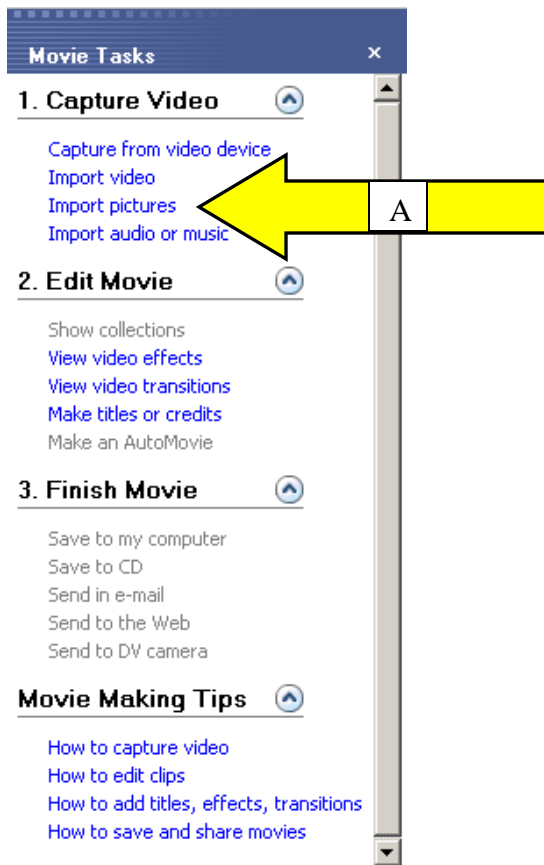 Movie Tasks x
1. Capture Video
Capture from video device
Import video
Import pictures
A
Import audio or music
2. Edit Movie
Show collections
View video effects
View video transitions
Make titles or credits
Make an AutoMovie
3. Finish Movie
Save to my computer
Save to CD
Send in e-mail
Send to the Web
Send to DV camera
Movie Making Tips
How to capture video
How to edit clips
How to add titles, effects, transitions
How to save and share movies